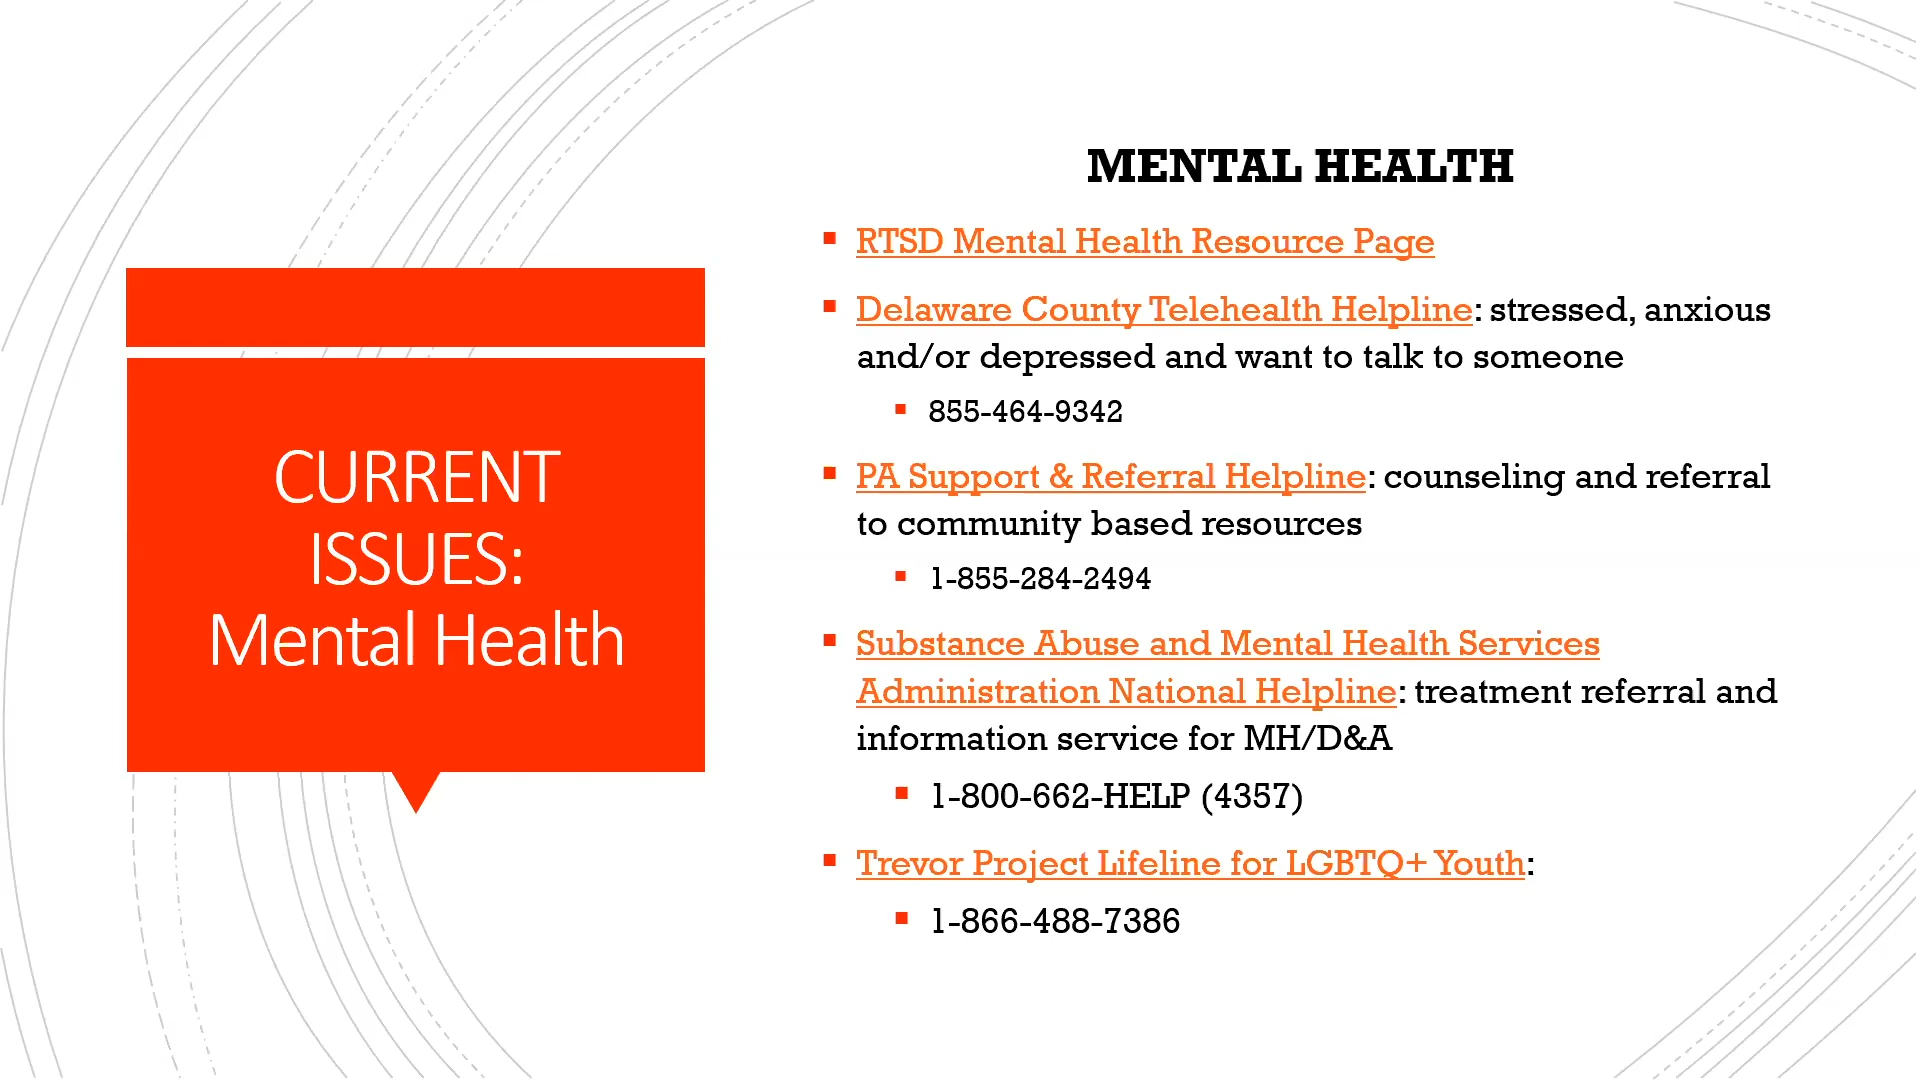 CURRENT
ISSUES:
Mental Health
MENTAL HEALTH
RTSD Mental Health Resource Page
Delaware County Telehealth Helpline: stressed, anxious
and/or depressed and want to talk to someone
855-464-9342
PA Support & Referral Helpline: counseling and referral
to community based resources
1-855-284-2494
Substance Abuse and Mental Health Services
Administration National Helpline: treatment referral and
information service for MH/D&A
1-800-662-HELP (4357)
Trevor Project Lifeline for LGBTQ+ Youth:
1-866-488-7386